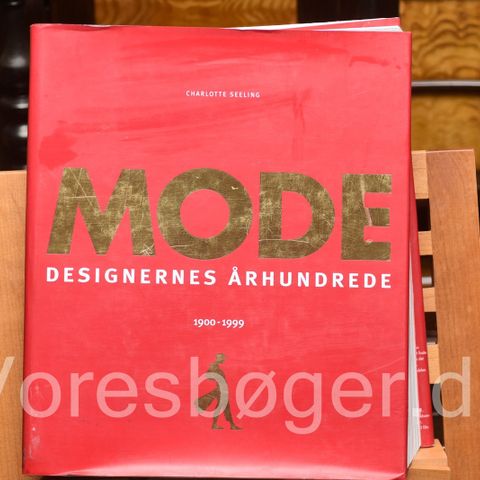 CHARLOTTE SEELING
MODE
DESIGNERNES ÅRHUNDREDE
1900-1999
Voresbøger.d